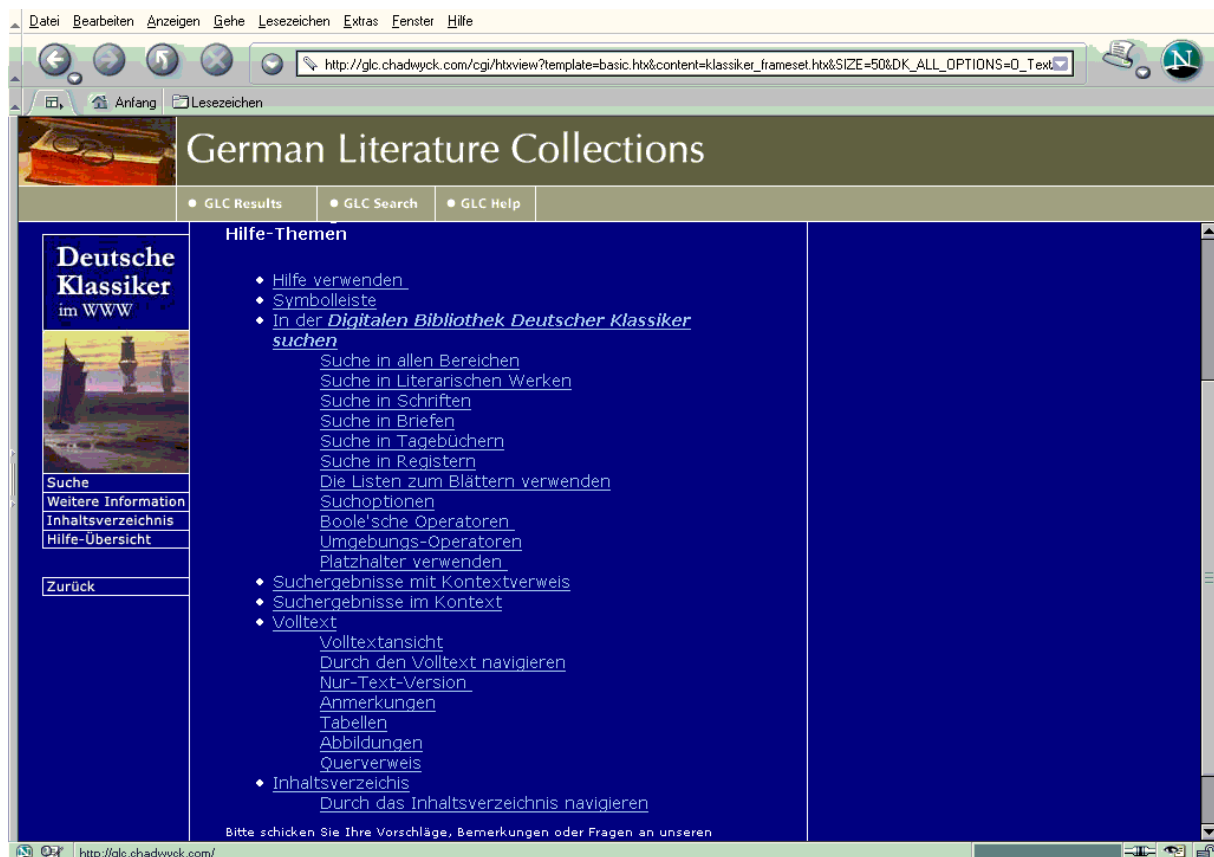 Datei Bearbeiten Anzeigen Gehe Lesezeichen Extras Fenster Hilfe
http://glc.chadwyck.com/cgi/htxview?template=basic.htx&content=klassiker_frameset.htx&SIZE=50&DK_ALL_OPTIONS=0_Text
N
Anfang Lesezeichen
German Literature Collections
GLC Results GLC Search GLC Help
Deutsche
Klassiker
im WWW
Suche
Weitere Information
Inhaltsverzeichnis
Hilfe-Übersicht
Zurück
Hilfe-Themen
Hilfe verwenden
Symbolleiste
In der Digitalen Bibliothek Deutscher Klassiker
suchen
Suche in allen Bereichen
Suche in Literarischen Werken
Suche in Schriften
Suche in Briefen
Suche in Tagebüchern
Suche in Registern
Die Listen zum Blättern verwenden
Suchoptionen
Boole'sche Operatoren
Umgebungs-Operatoren
Platzhalter verwenden
Suchergebnisse mit Kontextverweis
Suchergebnisse im Kontext
Volltext
Volltextansicht
Durch den Volltext navigieren
Nur-Text-Version
Anmerkungen
Tabellen
Abbildungen
Querverweis
Inhaltsverzeichis
Durch das Inhaltsverzeichnis navigieren
Bitte schicken Sie Ihre Vorschläge, Bemerkungen oder Fragen an unseren
http://glc.chadwyck.com/